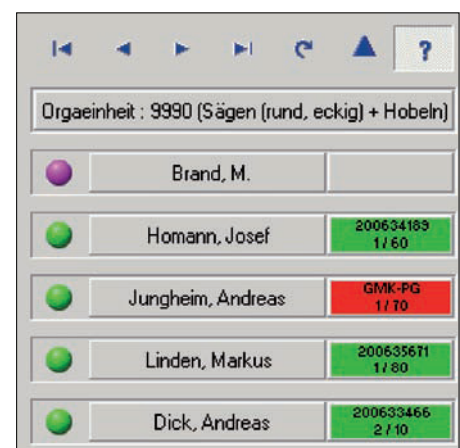 ?
Orgaeinheit : 9990 (Sägen (rund, eckig) + Hobeln)
Brand, M.
Homann, Josef
200634189
1 / 60
Jungheim, Andreas
GMK-PG
1 / 70
Linden, Markus
200635671
1 / 80
Dick, Andreas
200633466
2 / 10